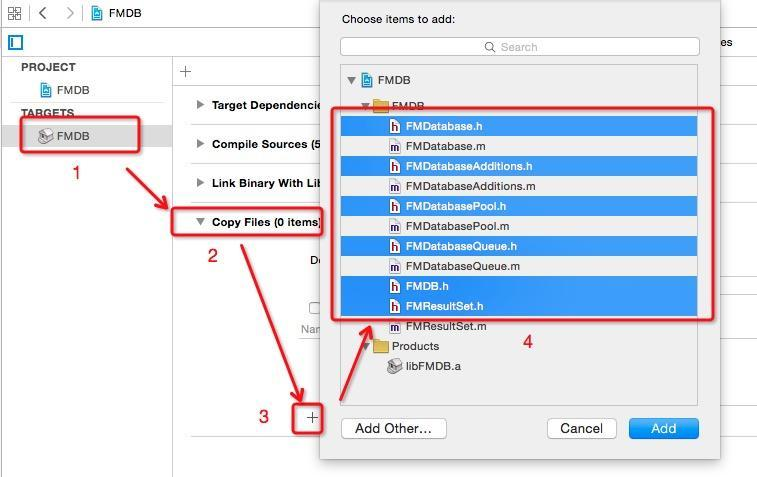 FMDB
Choose items to add:
Search
es
PROJECT
FMDB
TARGETS
FMDB
1
+
Target Dependencie
Compile Sources (5
Link Binary With Lib
Copy Files (0 items)
2
De
Nam
3
+
FMDB
FMDB
h FMDatabase.h
m FMDatabase.m
h FMDatabaseAdditions.h
m FMDatabaseAdditions.m
h FMDatabasePool.h
m FMDatabasePool.m
h FMDatabaseQueue.h
m FMDatabaseQueue.m
h FMDB.h
h FMResultSet.h
m FMResultSet.m
4
Products
libFMDB.a
Add Other...
Cancel
Add